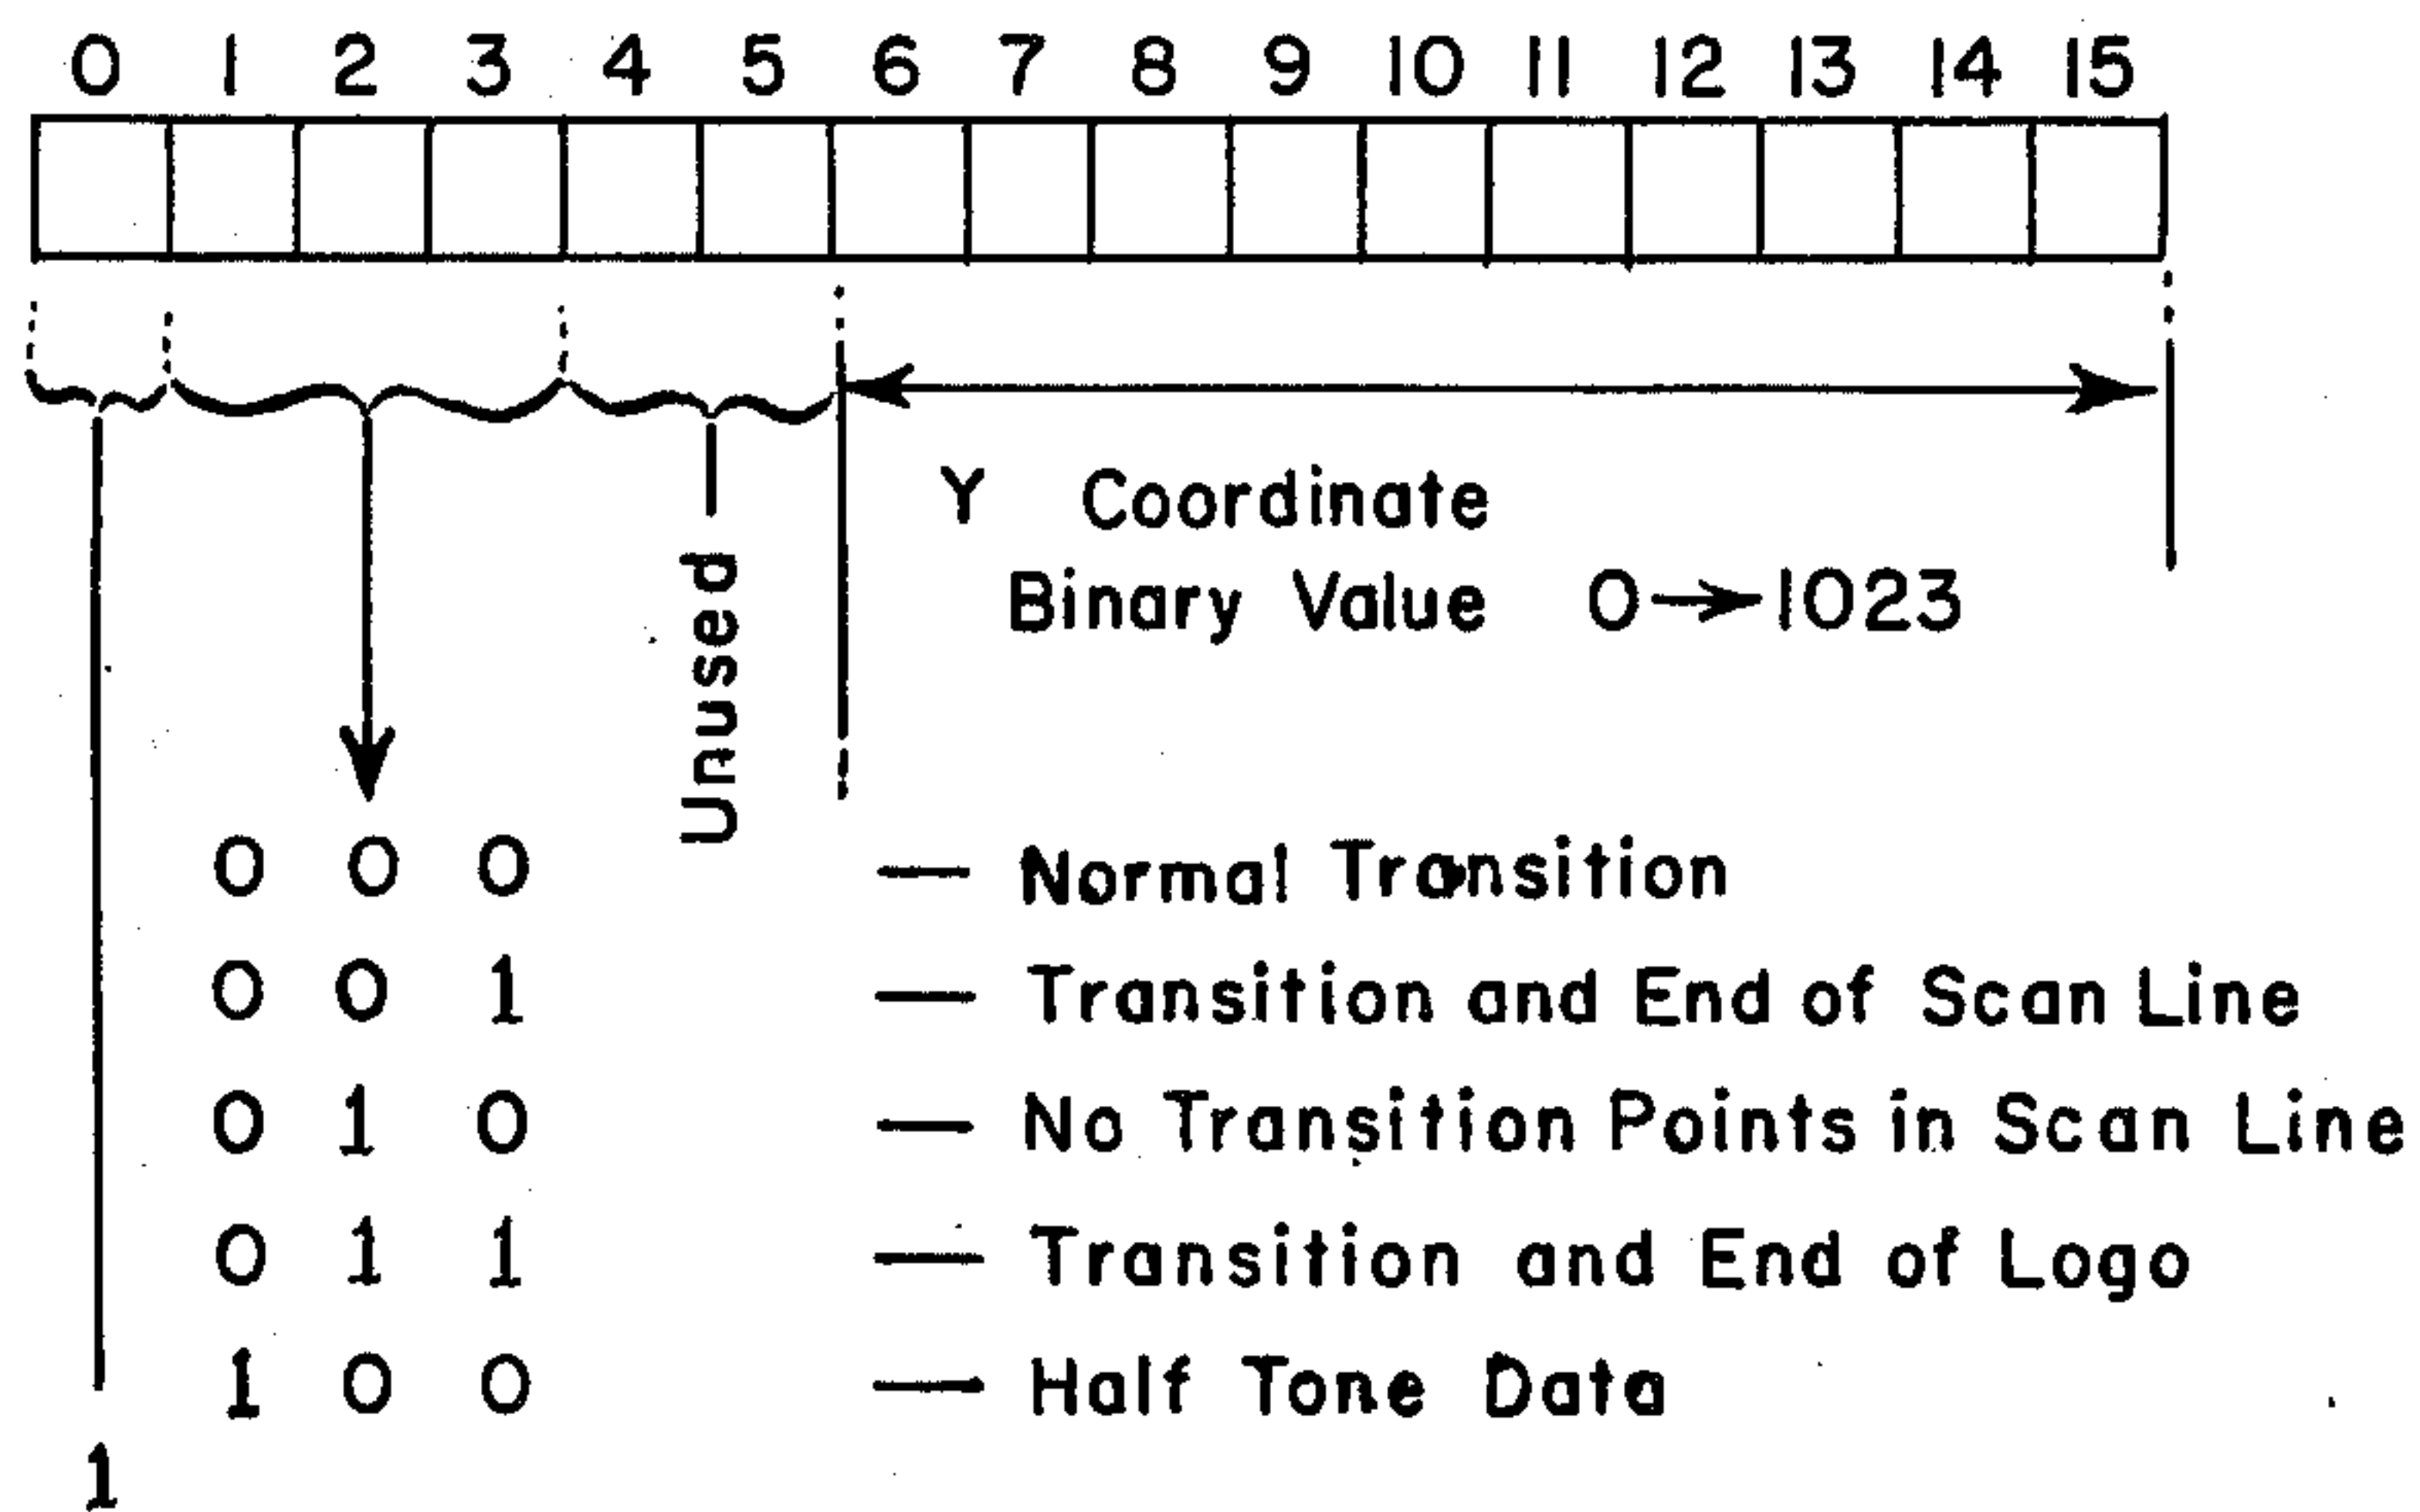 0 1 2 3 4 5 6 7 8 9 10 11 12 13 14 15
Y Coordinate
Binary Value 0→1023
Unused
0 0 0 — Normal Transition
0 0 1 — Transition and End of Scan Line
0 1 0 — No Transition Points in Scan Line
0 1 1 — Transition and End of Logo
1 0 0 — Half Tone Data
1